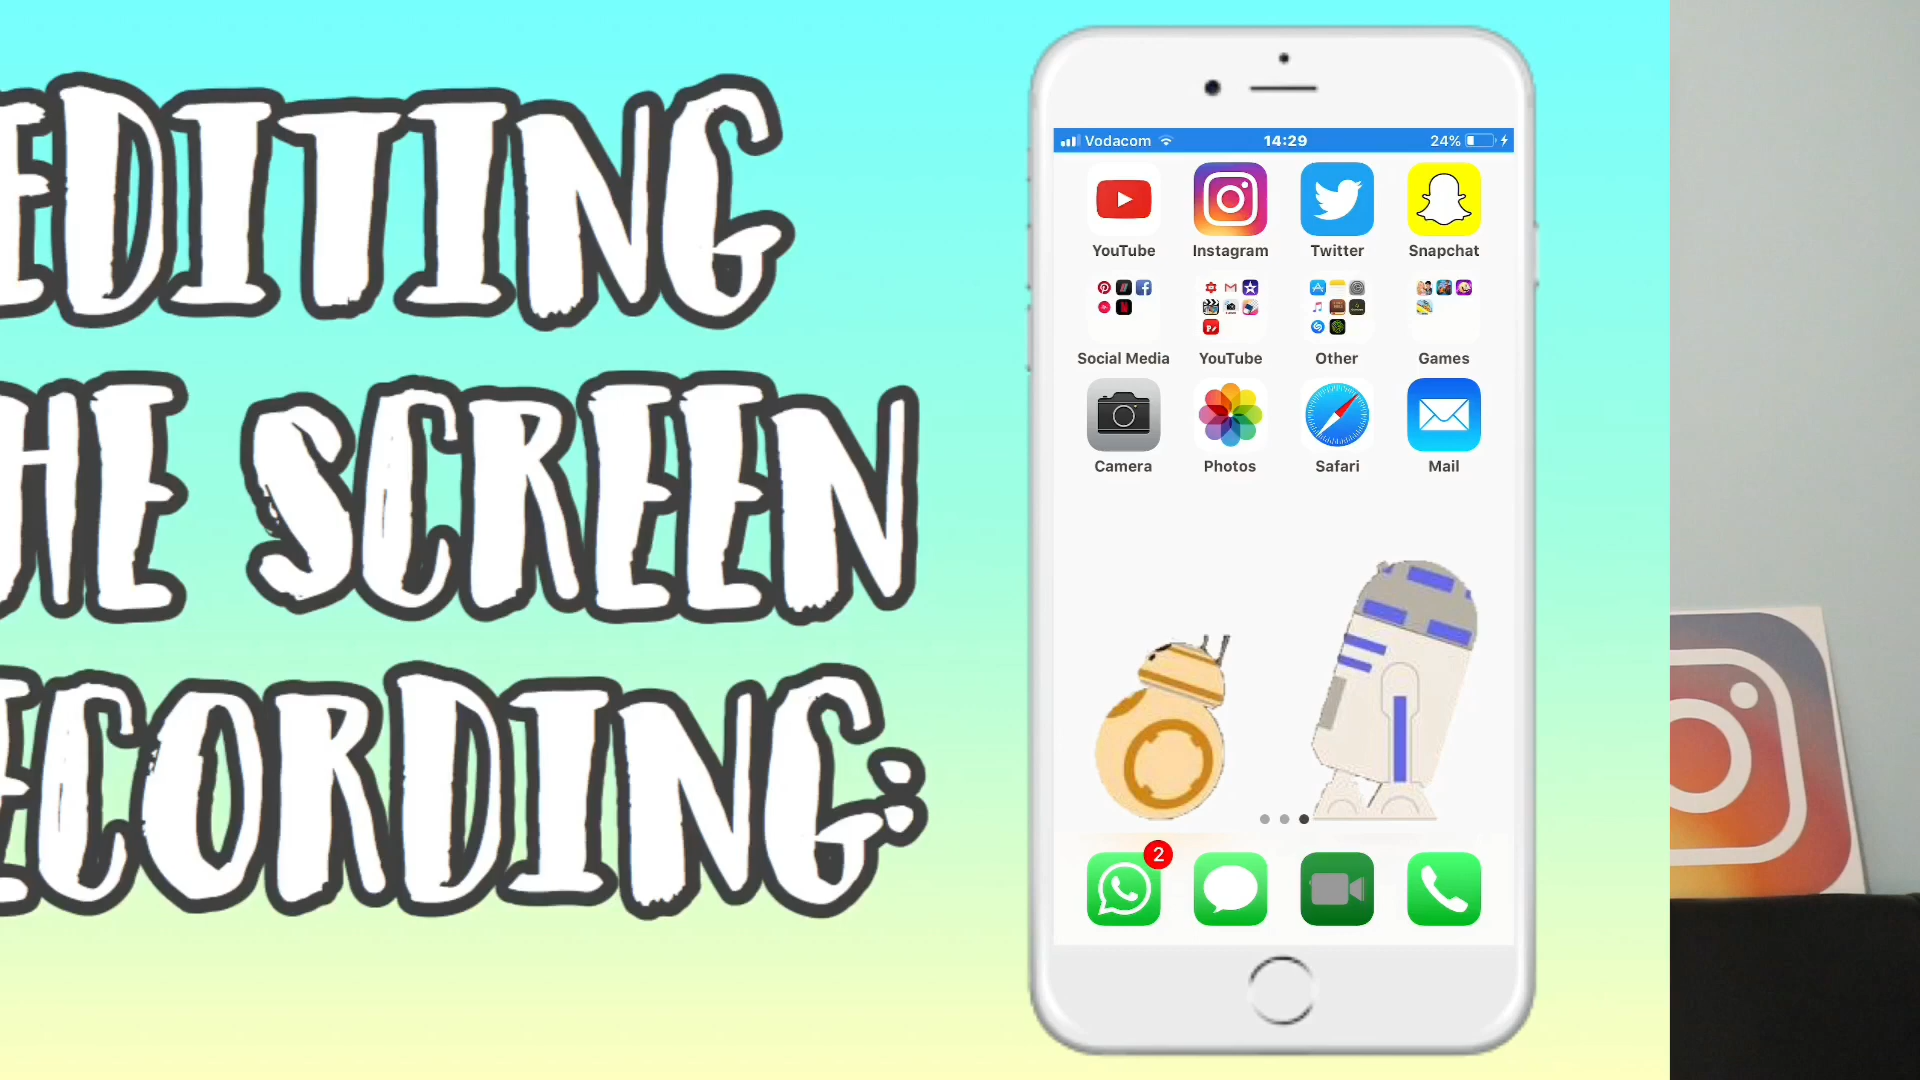 EDITING
HE SCREEN
ECORDING:
Vodacom 14:29 24%
YouTube Instagram Twitter Snapchat
Social Media YouTube Other Games
Camera Photos Safari Mail
2